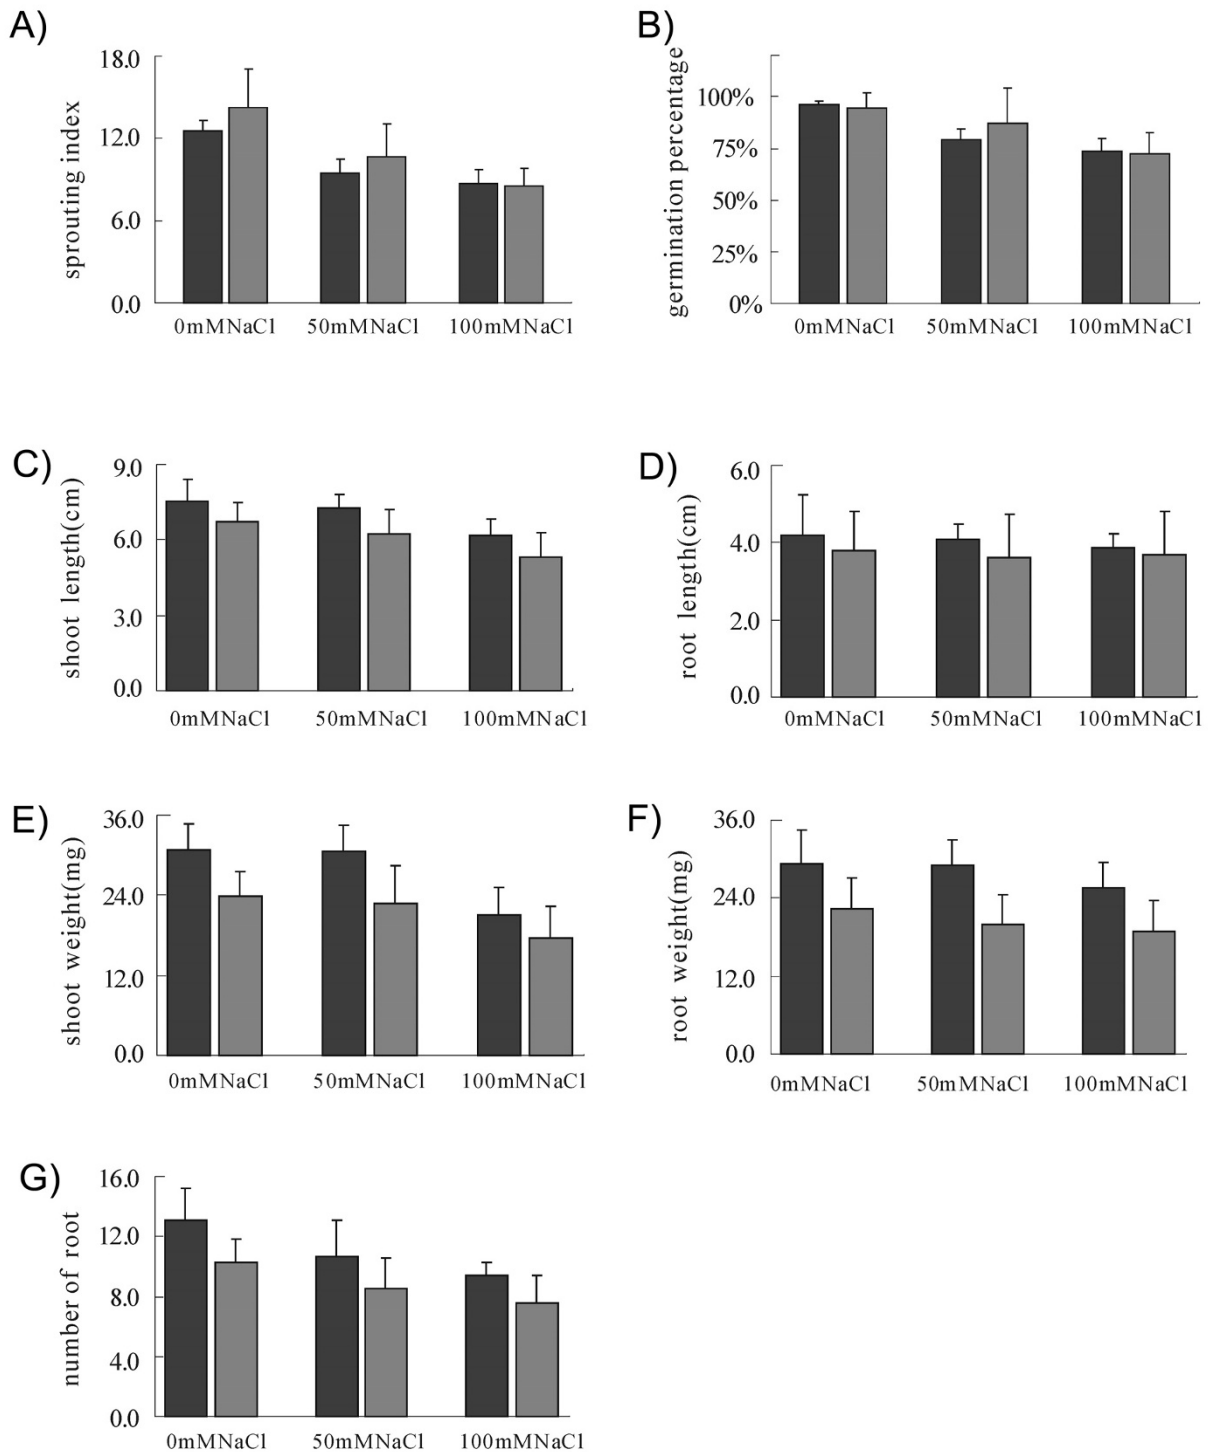 A)
sprouting index
18.0
12.0
6.0
0.0
0mMNaCl 50mMNaCl 100mMNaCl
B)
germination percentage
100%
75%
50%
25%
0%
0mMNaCl 50mMNaCl 100mMNaCl
C)
shoot length(cm)
9.0
6.0
3.0
0.0
0mMNaCl 50mMNaCl 100mMNaCl
D)
root length(cm)
6.0
4.0
2.0
0.0
0mMNaCl 50mMNaCl 100mMNaCl
E)
shoot weight(mg)
36.0
24.0
12.0
0.0
0mMNaCl 50mMNaCl 100mMNaCl
F)
root weight(mg)
36.0
24.0
12.0
0.0
0mMNaCl 50mMNaCl 100mMNaCl
G)
number of root
16.0
12.0
8.0
4.0
0.0
0mMNaCl 50mMNaCl 100mMNaCl